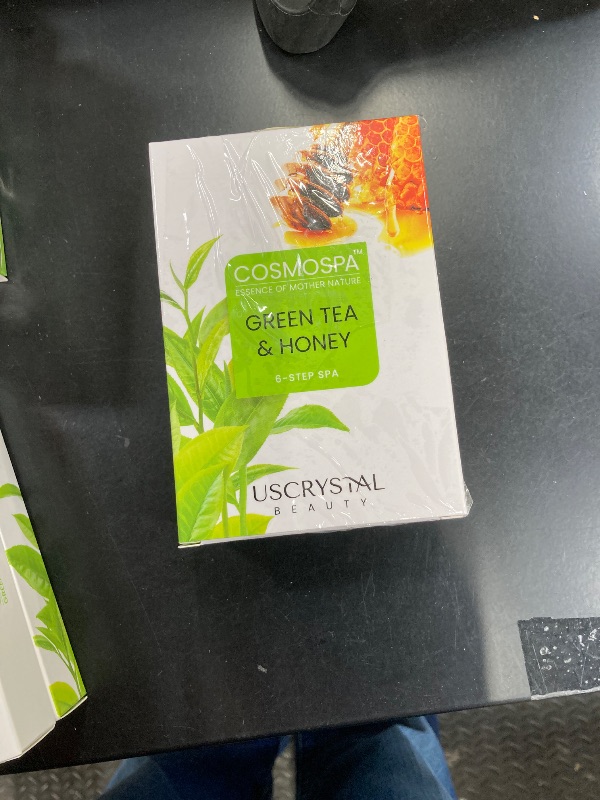 COSMOSPA™
ESSENCE OF MOTHER NATURE
GREEN TEA
& HONEY
6-STEP SPA
USCRYSTAL
BEAUTY